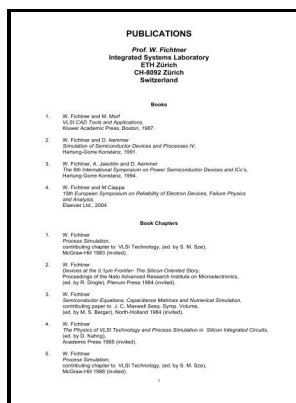 PUBLICATIONS
Prof. W. Fichtner
Integrated Systems Laboratory
ETH Zürich
CH-8092 Zürich
Switzerland
Books
1. W. Fichtner and M. Morf
VLSI CAD Tools and Applications,
Kluwer Academic Press, Boston, 1987.
2. W. Fichtner and D. Aemmer
Simulation of Semiconductor Devices and Processes IV,
Hartung-Gorre Konstanz, 1991.
3. W. Fichtner, A. Jaecklin and D. Aemmer
The 6th International Symposium on Power Semiconductor Devices and ICs's,
Hartung-Gorre Konstanz, 1994.
4. W. Fichtner and M.Ciappa
15th European Symposium on Reliability of Electron Devices, Failure Physics
and Analysis,
Elsevier Ltd., 2004
Book Chapters
1. W. Fichtner
Process Simulation,
contributing chapter to VLSI Technology, (ed. by S. M. Sze),
McGraw-Hill 1983 (invited).
2. W. Fichtner
Devices at the 0.1μm Frontier- The Silicon-Oriented Story,
Proceedings of the Nato Advanced Research Institute on Microelectronics,
(ed. by R. Dingle), Plenum Press 1984 (invited).
3. W. Fichtner
Semiconductor Equations, Capacitance Matrices and Numerical Simulation,
contributing paper to J. C. Maxwell Sesq. Symp. Volume,
(ed. by M. S. Berger), North-Holland 1984 (invited).
4. W. Fichtner
The Physics of VLSI Technology and Process Simulation in Silicon Integrated Circuits,
(ed. by D. Kahng),
Academic Press 1985 (invited).
5. W. Fichtner
Process Simulation,
contributing chapter to VLSI Technology, (ed. by S. M. Sze),
McGraw-Hill 1986 (invited).
1